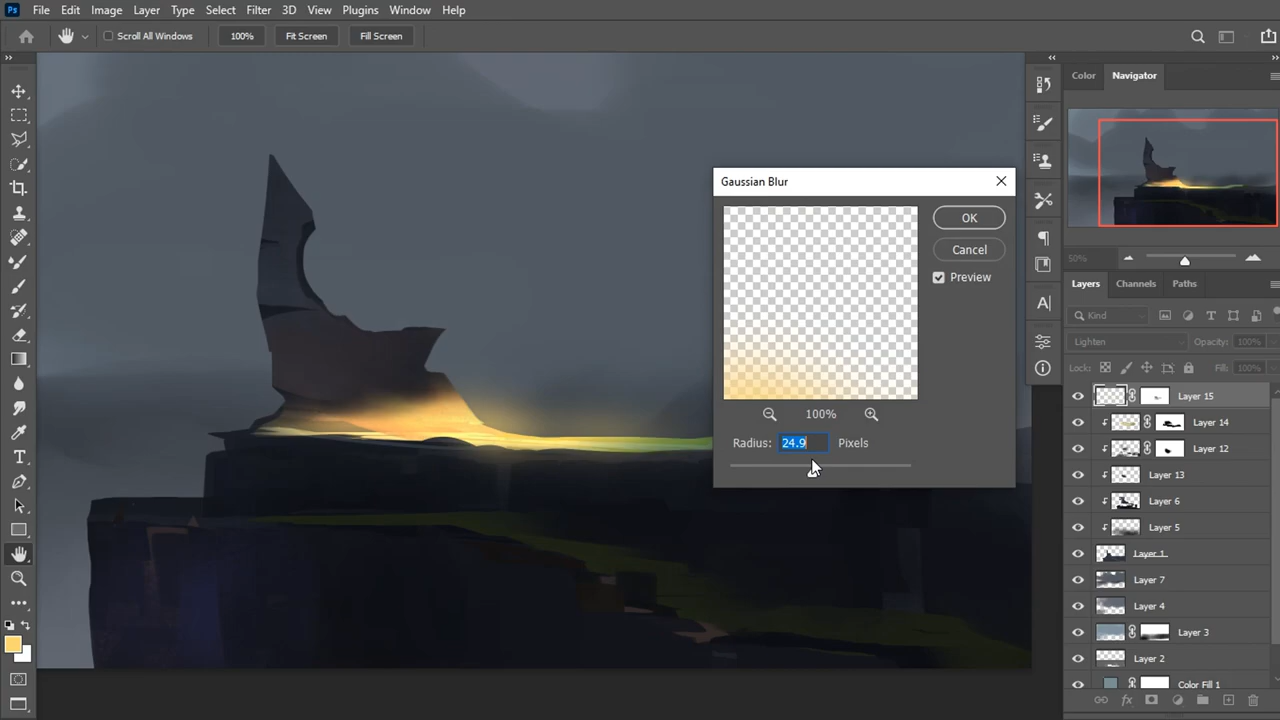 Ps File Edit Image Layer Type Select Filter 3D View Plugins Window Help
Scroll All Windows 100% Fit Screen Fill Screen
Color Navigator
50%
Gaussian Blur
OK
Cancel
Preview
100%
Radius: 24.9 Pixels
Layers Channels Paths
Kind
Lighten Opacity: 100%
Lock: Fill: 100%
Layer 15
Layer 14
Layer 12
Layer 13
Layer 6
Layer 5
Layer 1
Layer 7
Layer 4
Layer 3
Layer 2
Color Fill 1